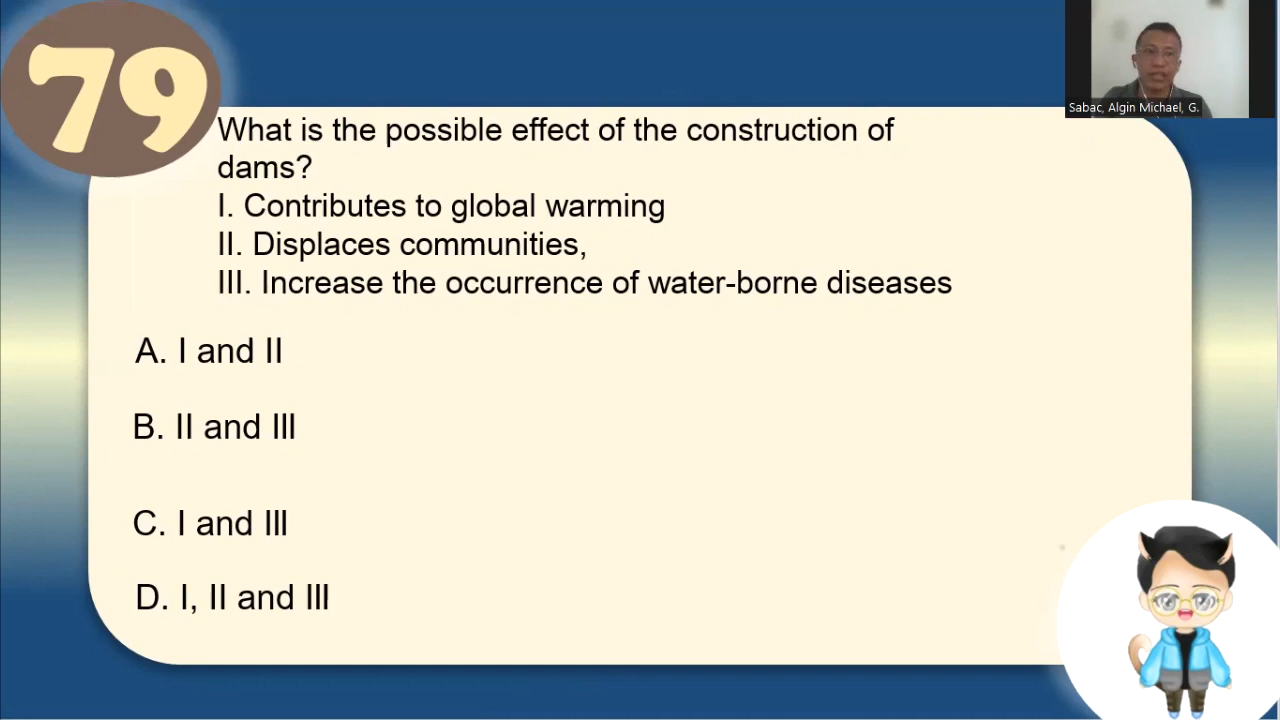 79
Sabac, Algin Michael, G.
What is the possible effect of the construction of
dams?
I. Contributes to global warming
II. Displaces communities,
III. Increase the occurrence of water-borne diseases
A. I and II
B. II and III
C. I and III
D. I, II and III